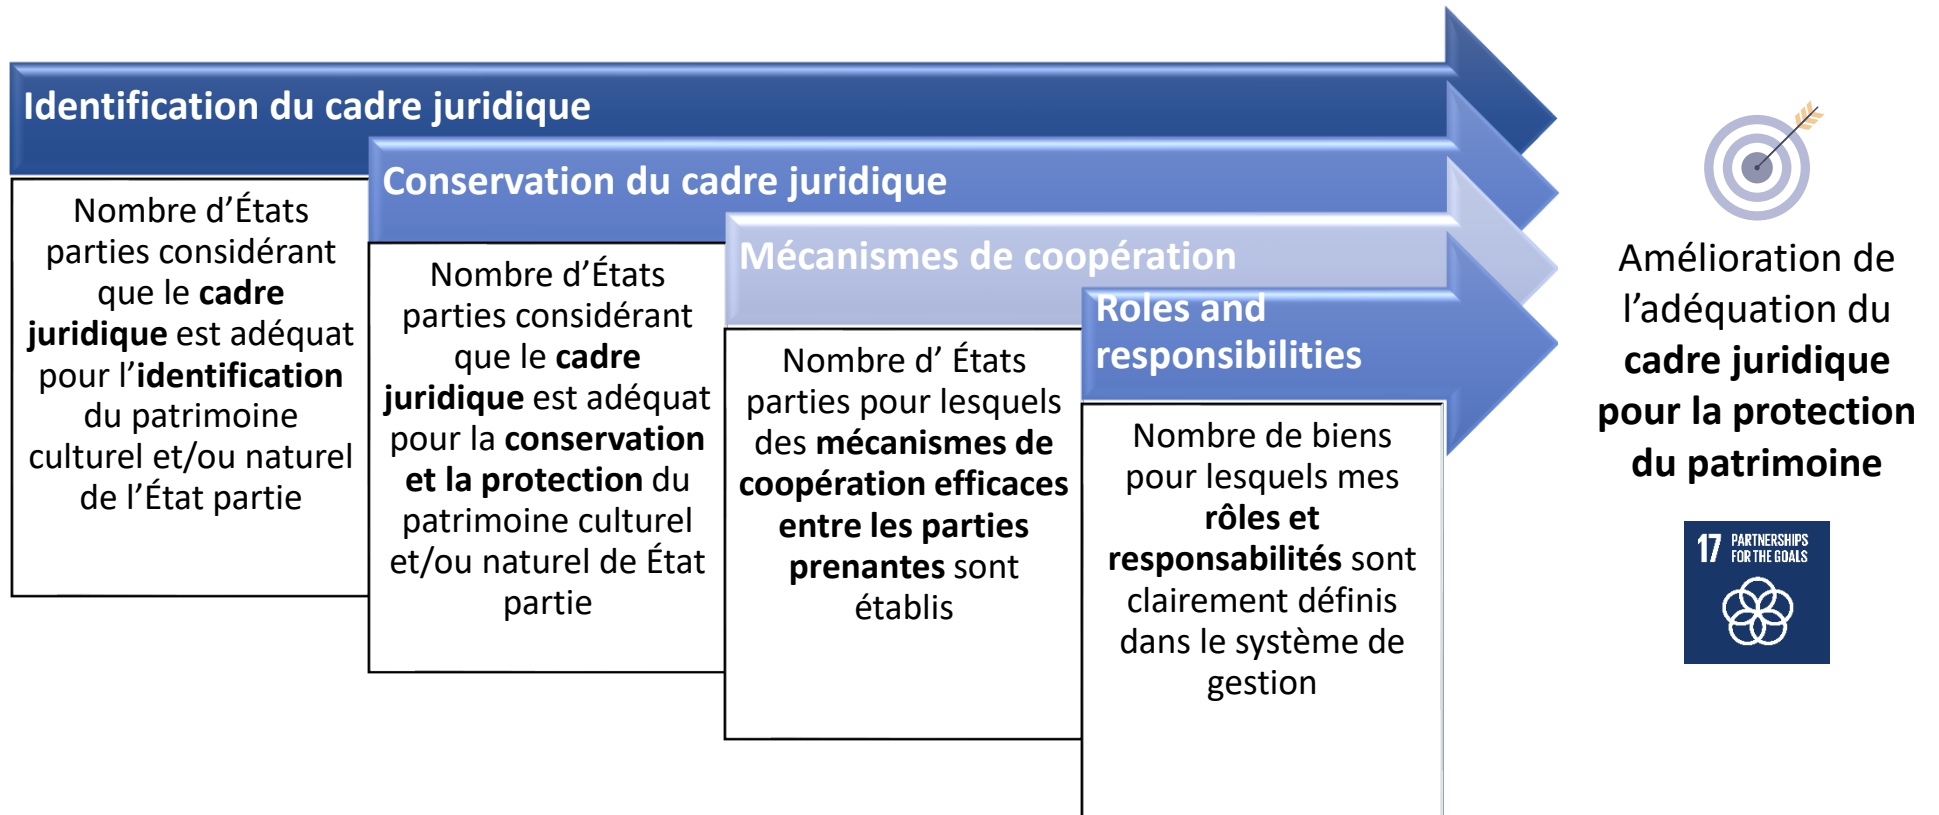 Identification du cadre juridique
Nombre d’États
parties considérant
que le cadre
juridique est adéquat
pour l’identification
du patrimoine
culturel et/ou naturel
de l’État partie
Conservation du cadre juridique
Nombre d’États
parties considérant
que le cadre
juridique est adéquat
pour la conservation
et la protection du
patrimoine culturel
et/ou naturel de État
partie
Mécanismes de coopération
Nombre d’ États
parties pour lesquels
des mécanismes de
coopération efficaces
entre les parties
prenantes sont
établis
Roles and
responsibilities
Nombre de biens
pour lesquels mes
rôles et
responsabilités sont
clairement définis
dans le système de
gestion
Amélioration de
l’adéquation du
cadre juridique
pour la protection
du patrimoine
17 PARTNERSHIPS
FOR THE GOALS